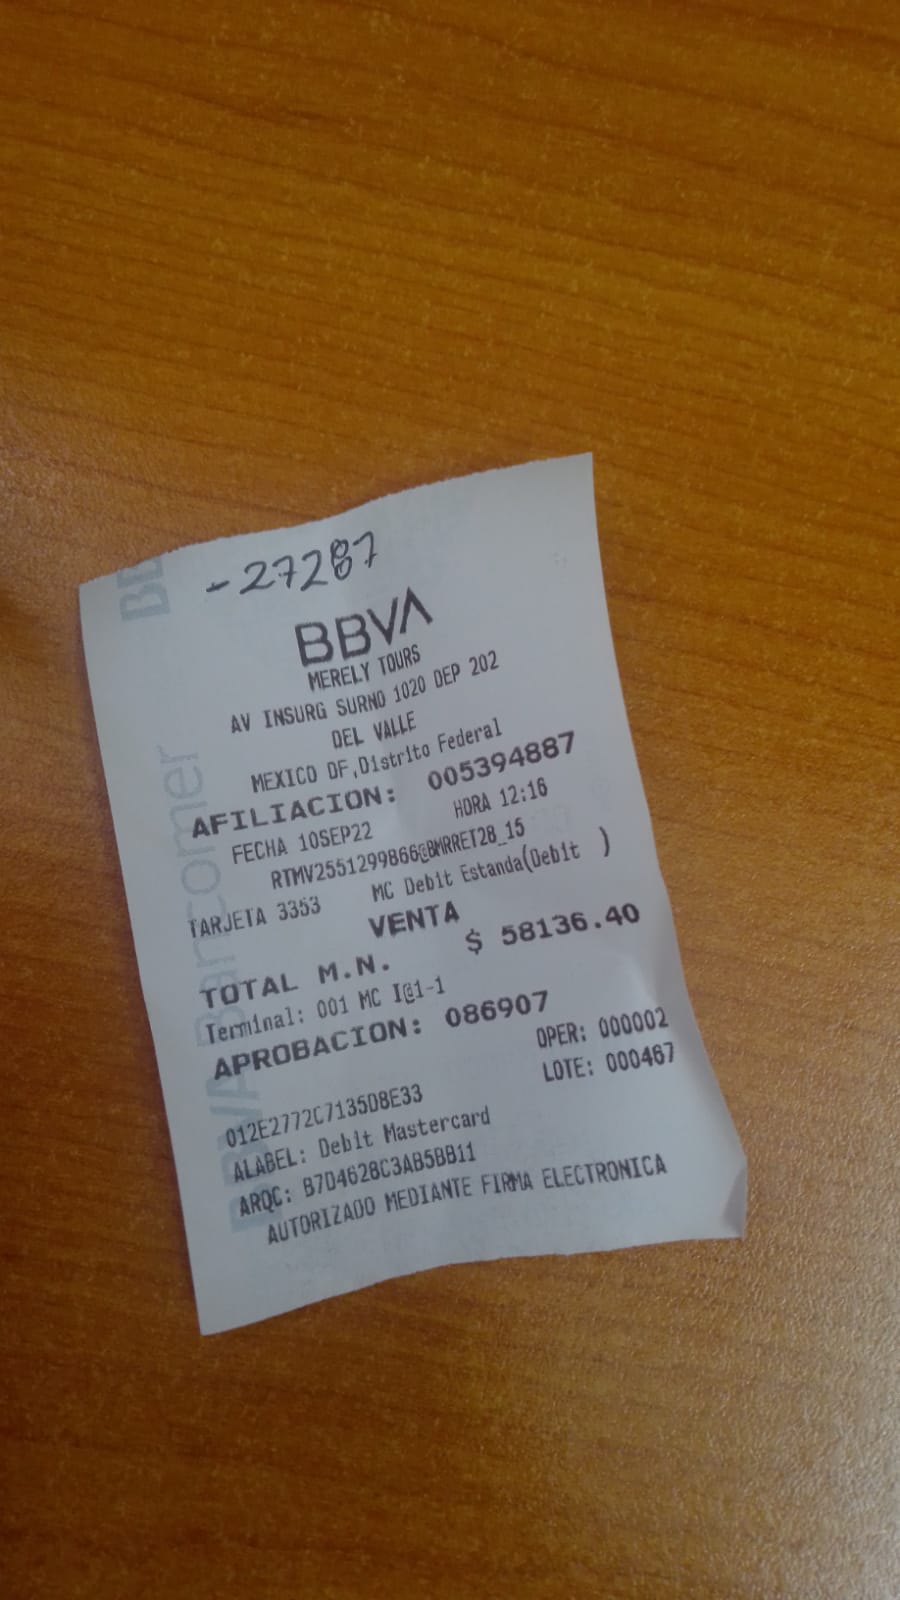 -27287
BBVA
MERELY TOURS
AV INSURG SURNO 1020 DEP 202
DEL VALLE
MEXICO DF,Distrito Federal
AFILIACION: 005394887
FECHA 10SEP22 HORA 12:16
RTMV2551299866@BMRRET28_15
TARJETA 3353 MC Debit Estanda(Debit )
VENTA
TOTAL M.N. $ 58136.40
Terminal: 001 MC I@1-1
APROBACION: 086907
OPER: 000002
LOTE: 000467
012E2772C7135D8E33
ALABEL: Debit Mastercard
ARQC: B7D4628C3AB5BB11
AUTORIZADO MEDIANTE FIRMA ELECTRONICA
BBVA Bancomer